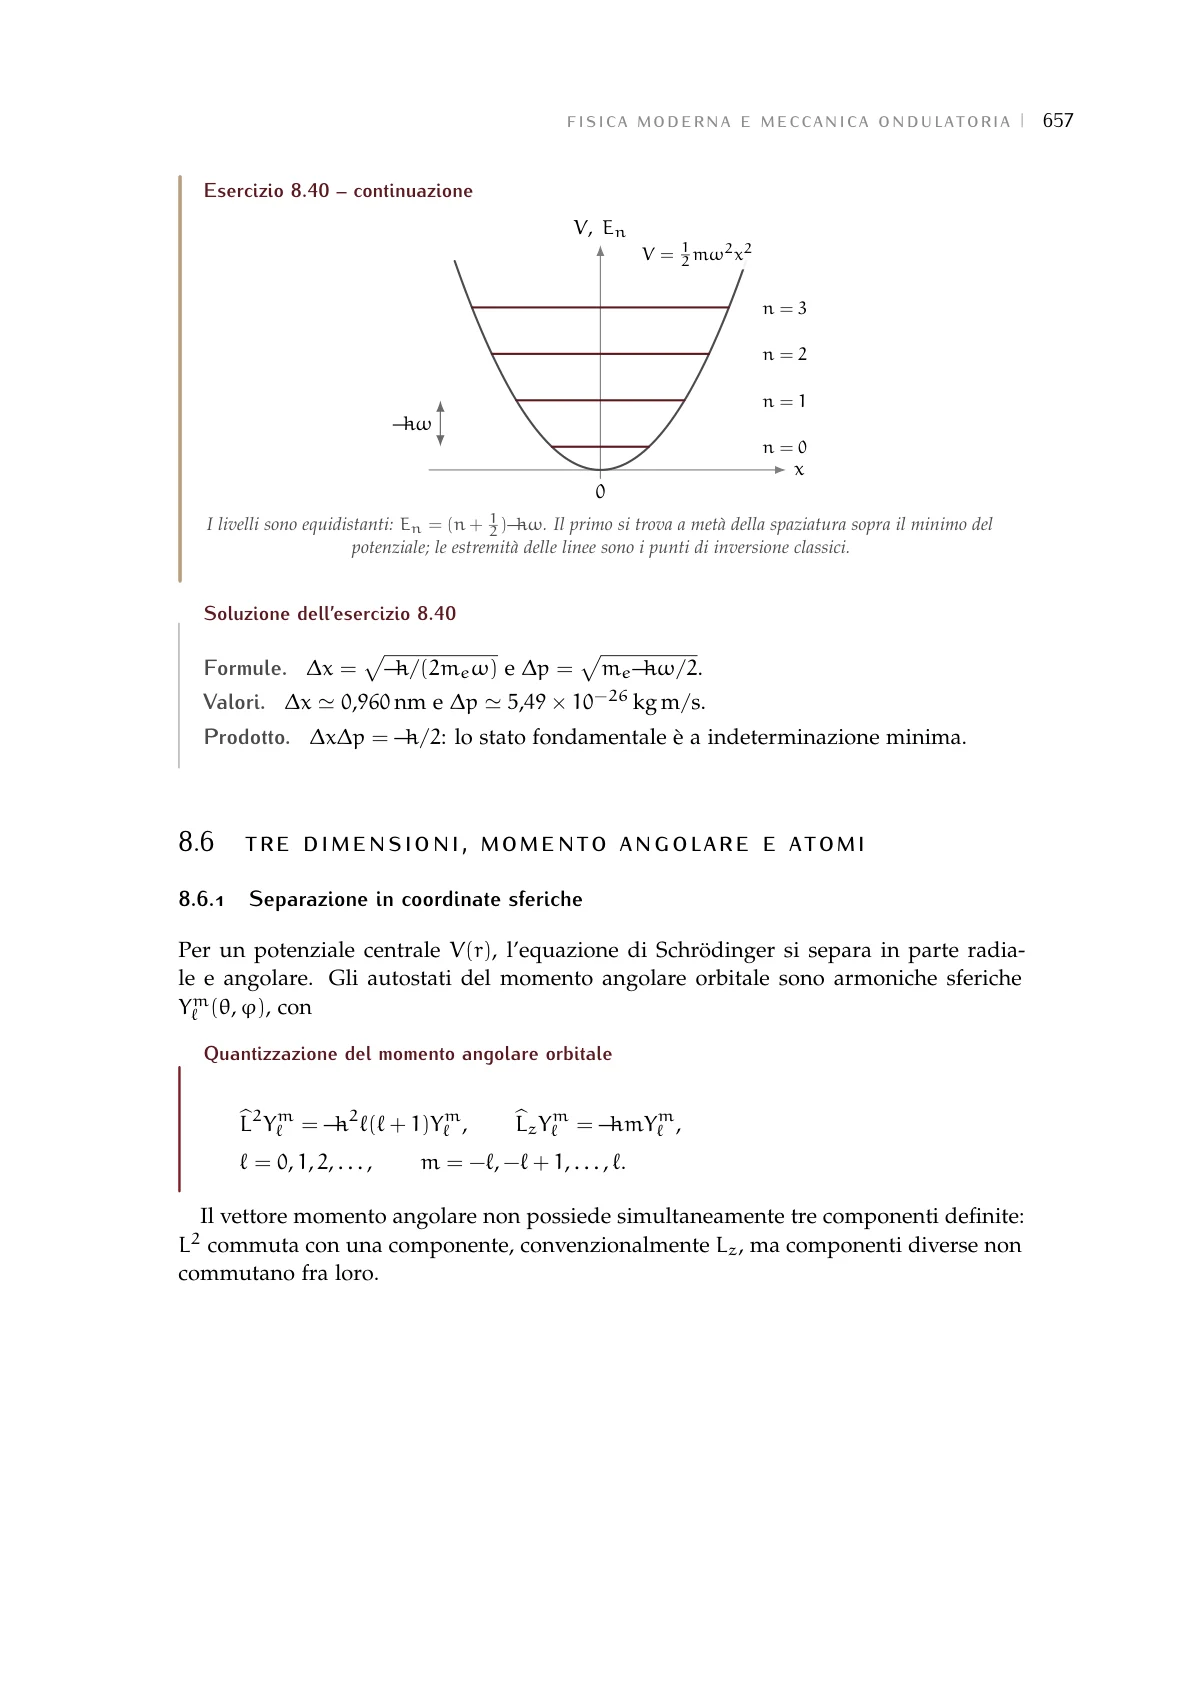 FISICA MODERNA E MECCANICA ONDULATORIA | 657
Esercizio 8.40 – continuazione
V, Eₙ
V = ½mω²x²
n = 3
n = 2
n = 1
ℏω
n = 0
x
0
I livelli sono equidistanti: Eₙ = (n + ½)ℏω. Il primo si trova a metà della spaziatura sopra il minimo del
potenziale; le estremità delle linee sono i punti di inversione classici.
Soluzione dell'esercizio 8.40
Formule. Δx = √(ℏ/(2mₑω)) e Δp = √(mₑℏω/2).
Valori. Δx ≃ 0,960 nm e Δp ≃ 5,49 × 10⁻²⁶ kg m/s.
Prodotto. ΔxΔp = ℏ/2: lo stato fondamentale è a indeterminazione minima.
8.6 TRE DIMENSIONI, MOMENTO ANGOLARE E ATOMI
8.6.1 Separazione in coordinate sferiche
Per un potenziale centrale V(r), l'equazione di Schrödinger si separa in parte radia-
le e angolare. Gli autostati del momento angolare orbitale sono armoniche sferiche
Y_ℓ^m(θ, φ), con
Quantizzazione del momento angolare orbitale
L̂²Y_ℓ^m = ℏ²ℓ(ℓ + 1)Y_ℓ^m, L̂_zY_ℓ^m = ℏmY_ℓ^m,
ℓ = 0, 1, 2, . . . , m = −ℓ, −ℓ + 1, . . . , ℓ.
Il vettore momento angolare non possiede simultaneamente tre componenti definite:
L² commuta con una componente, convenzionalmente L_z, ma componenti diverse non
commutano fra loro.